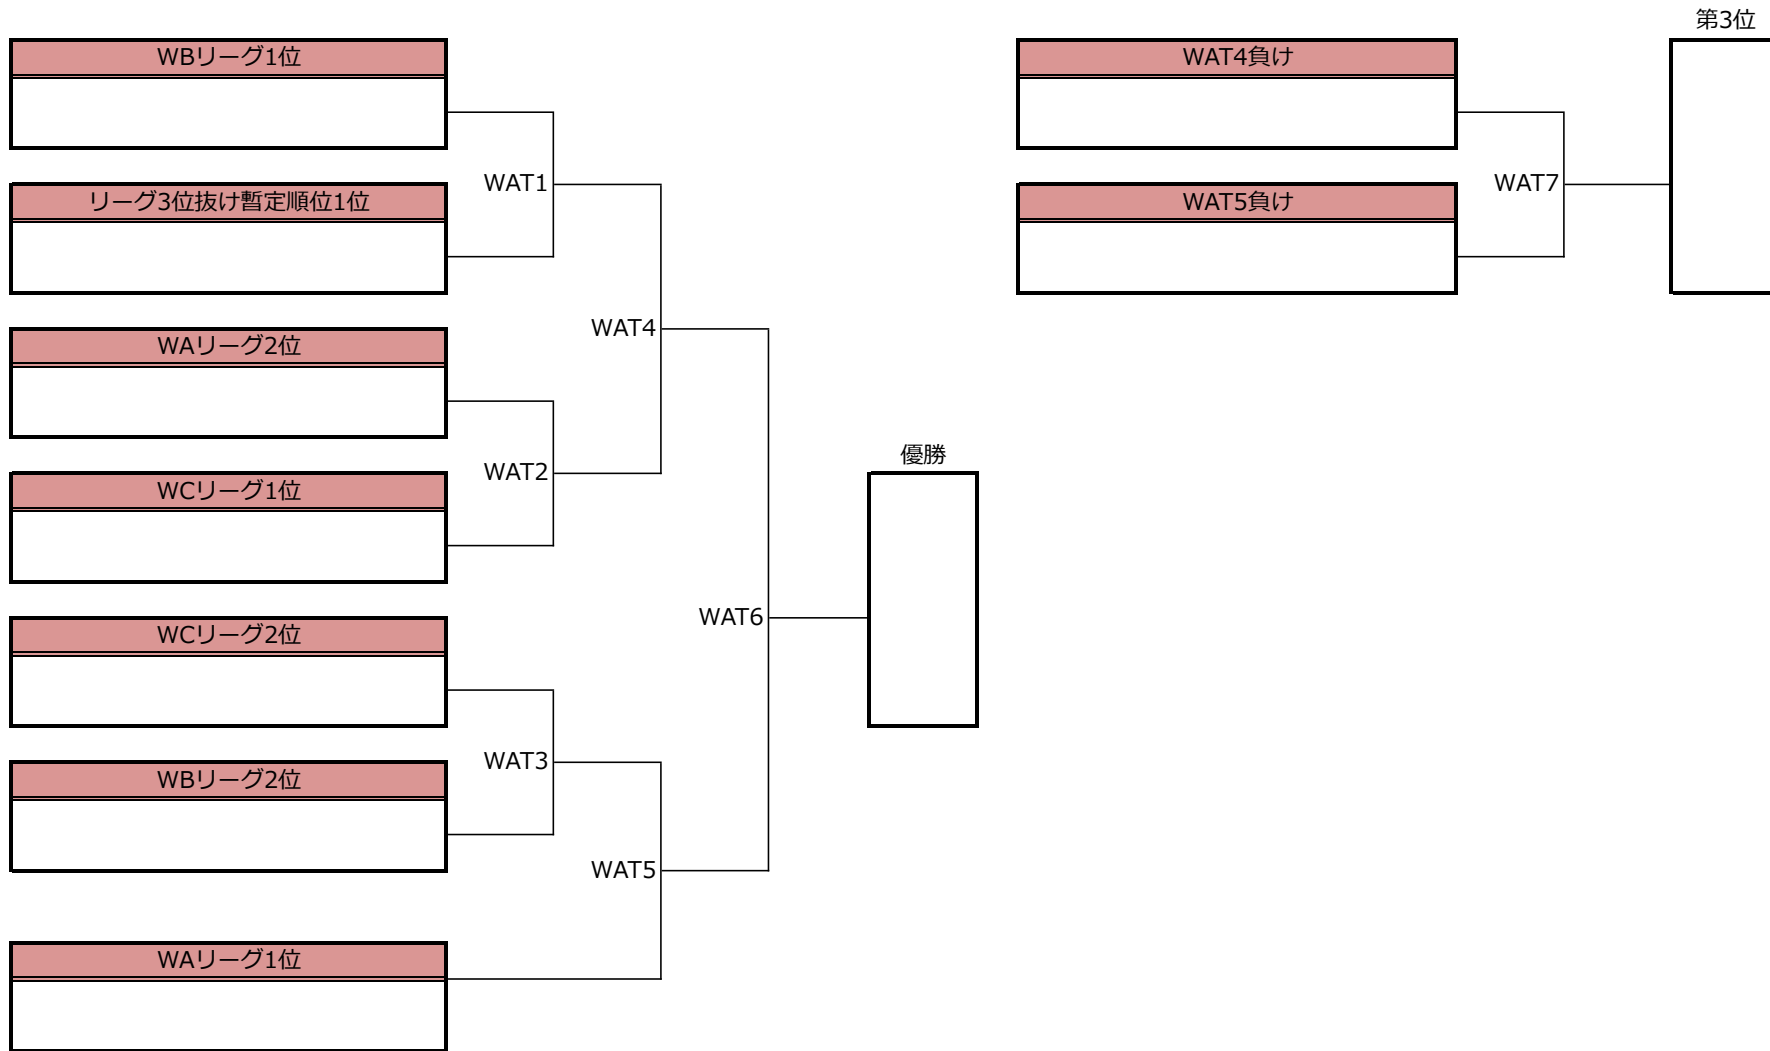 第3位
WBリーグ1位
WAT4負け
WAT1
WAT7
リーグ3位抜け暫定順位1位
WAT5負け
WAT4
WAリーグ2位
優勝
WAT2
WCリーグ1位
WAT6
WCリーグ2位
WAT3
WBリーグ2位
WAT5
WAリーグ1位